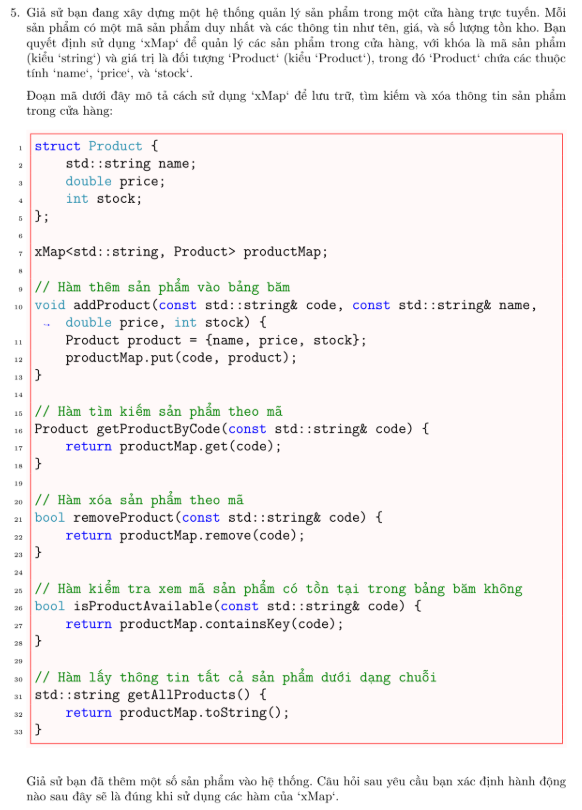 5. Giả sử bạn đang xây dựng một hệ thống quản lý sản phẩm trong một cửa hàng trực tuyến. Mỗi
sản phẩm có một mã sản phẩm duy nhất và các thông tin như tên, giá, và số lượng tồn kho. Bạn
quyết định sử dụng ‘xMap‘ để quản lý các sản phẩm trong cửa hàng, với khóa là mã sản phẩm
(kiểu ‘string‘) và giá trị là đối tượng ‘Product‘ (kiểu ‘Product‘), trong đó ‘Product‘ chứa các thuộc
tính ‘name‘, ‘price‘, và ‘stock‘.
Đoạn mã dưới đây mô tả cách sử dụng ‘xMap‘ để lưu trữ, tìm kiếm và xóa thông tin sản phẩm
trong cửa hàng:
1 struct Product {
2 std::string name;
3 double price;
4 int stock;
5 };
6
7 xMap<std::string, Product> productMap;
8
9 // Hàm thêm sản phẩm vào bảng băm
10 void addProduct(const std::string& code, const std::string& name,
→ double price, int stock) {
11 Product product = {name, price, stock};
12 productMap.put(code, product);
13 }
14
15 // Hàm tìm kiếm sản phẩm theo mã
16 Product getProductByCode(const std::string& code) {
17 return productMap.get(code);
18 }
19
20 // Hàm xóa sản phẩm theo mã
21 bool removeProduct(const std::string& code) {
22 return productMap.remove(code);
23 }
24
25 // Hàm kiểm tra xem mã sản phẩm có tồn tại trong bảng băm không
26 bool isProductAvailable(const std::string& code) {
27 return productMap.containsKey(code);
28 }
29
30 // Hàm lấy thông tin tất cả sản phẩm dưới dạng chuỗi
31 std::string getAllProducts() {
32 return productMap.toString();
33 }
Giả sử bạn đã thêm một số sản phẩm vào hệ thống. Câu hỏi sau yêu cầu bạn xác định hành động
nào sau đây sẽ là đúng khi sử dụng các hàm của ‘xMap‘.